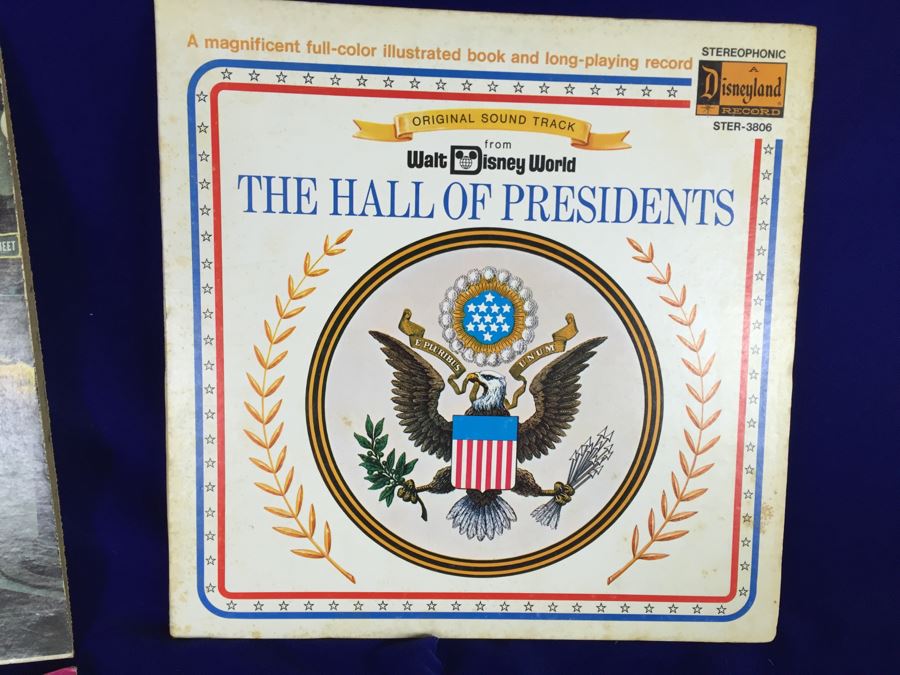 A magnificent full-color illustrated book and long-playing record
STEREOPHONIC
A
Disneyland
RECORD
STER-3806
ORIGINAL SOUND TRACK
from
Walt Disney World
THE HALL OF PRESIDENTS
E PLURIBUS UNUM